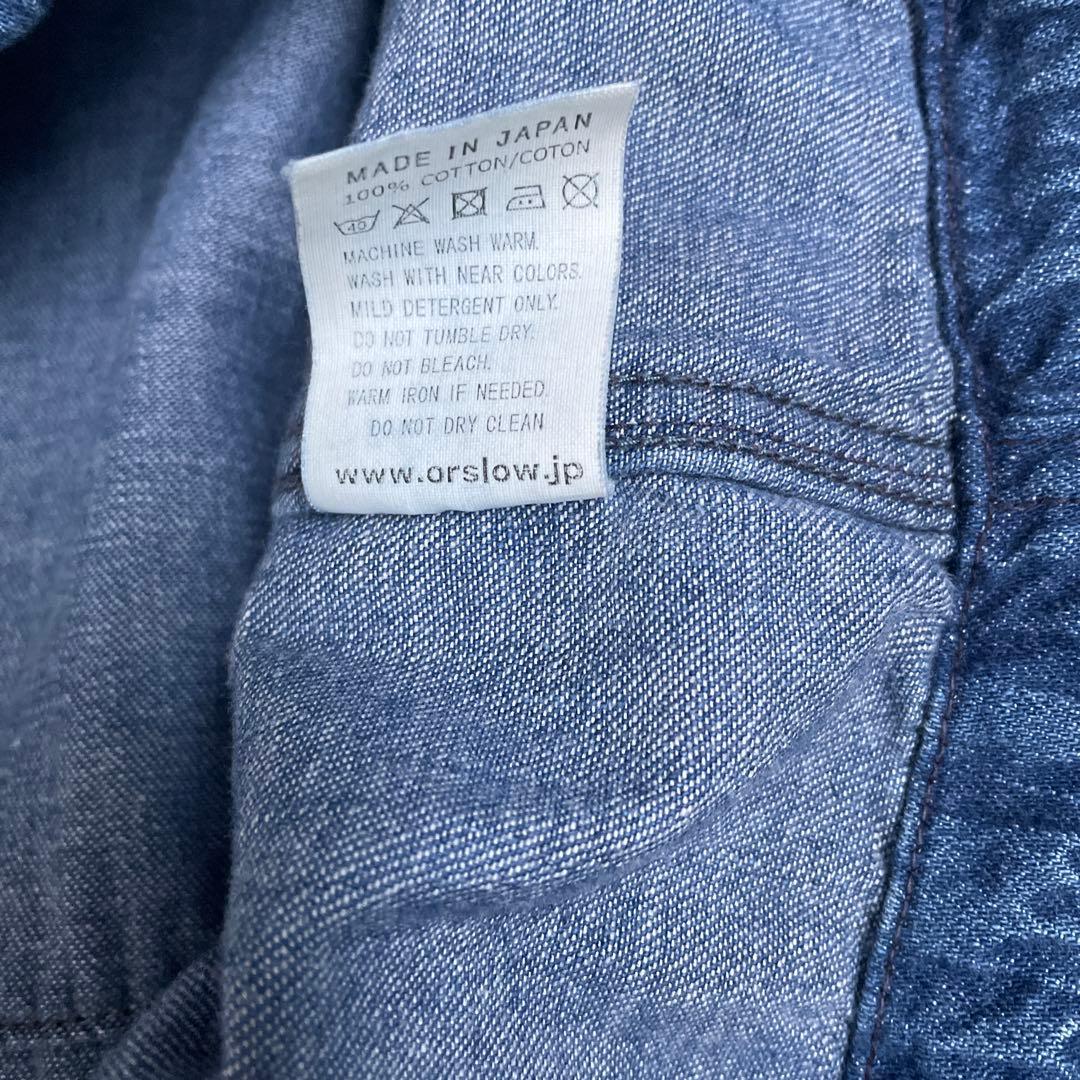 MADE IN JAPAN
100% COTTON/COTON
40
MACHINE WASH WARM.
WASH WITH NEAR COLORS.
MILD DETERGENT ONLY.
DO NOT TUMBLE DRY.
DO NOT BLEACH.
WARM IRON IF NEEDED.
DO NOT DRY CLEAN
www.orslow.jp